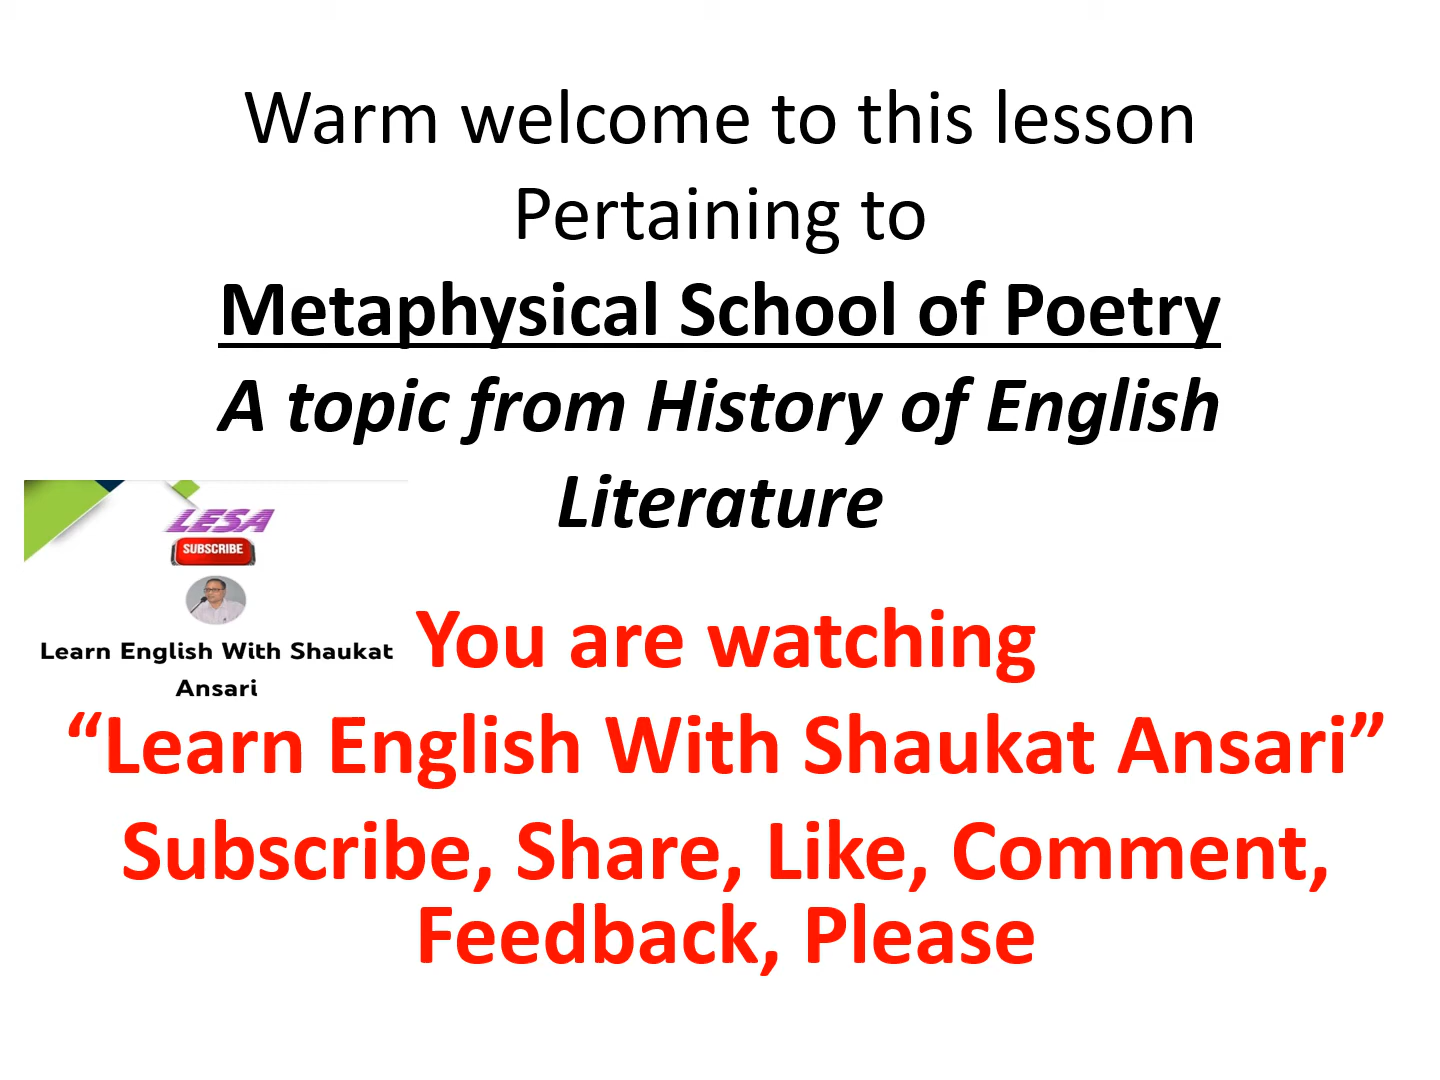 Warm welcome to this lesson
Pertaining to
Metaphysical School of Poetry
A topic from History of English
Literature
LESA
SUBSCRIBE
Learn English With Shaukat
Ansari
You are watching
“Learn English With Shaukat Ansari”
Subscribe, Share, Like, Comment,
Feedback, Please